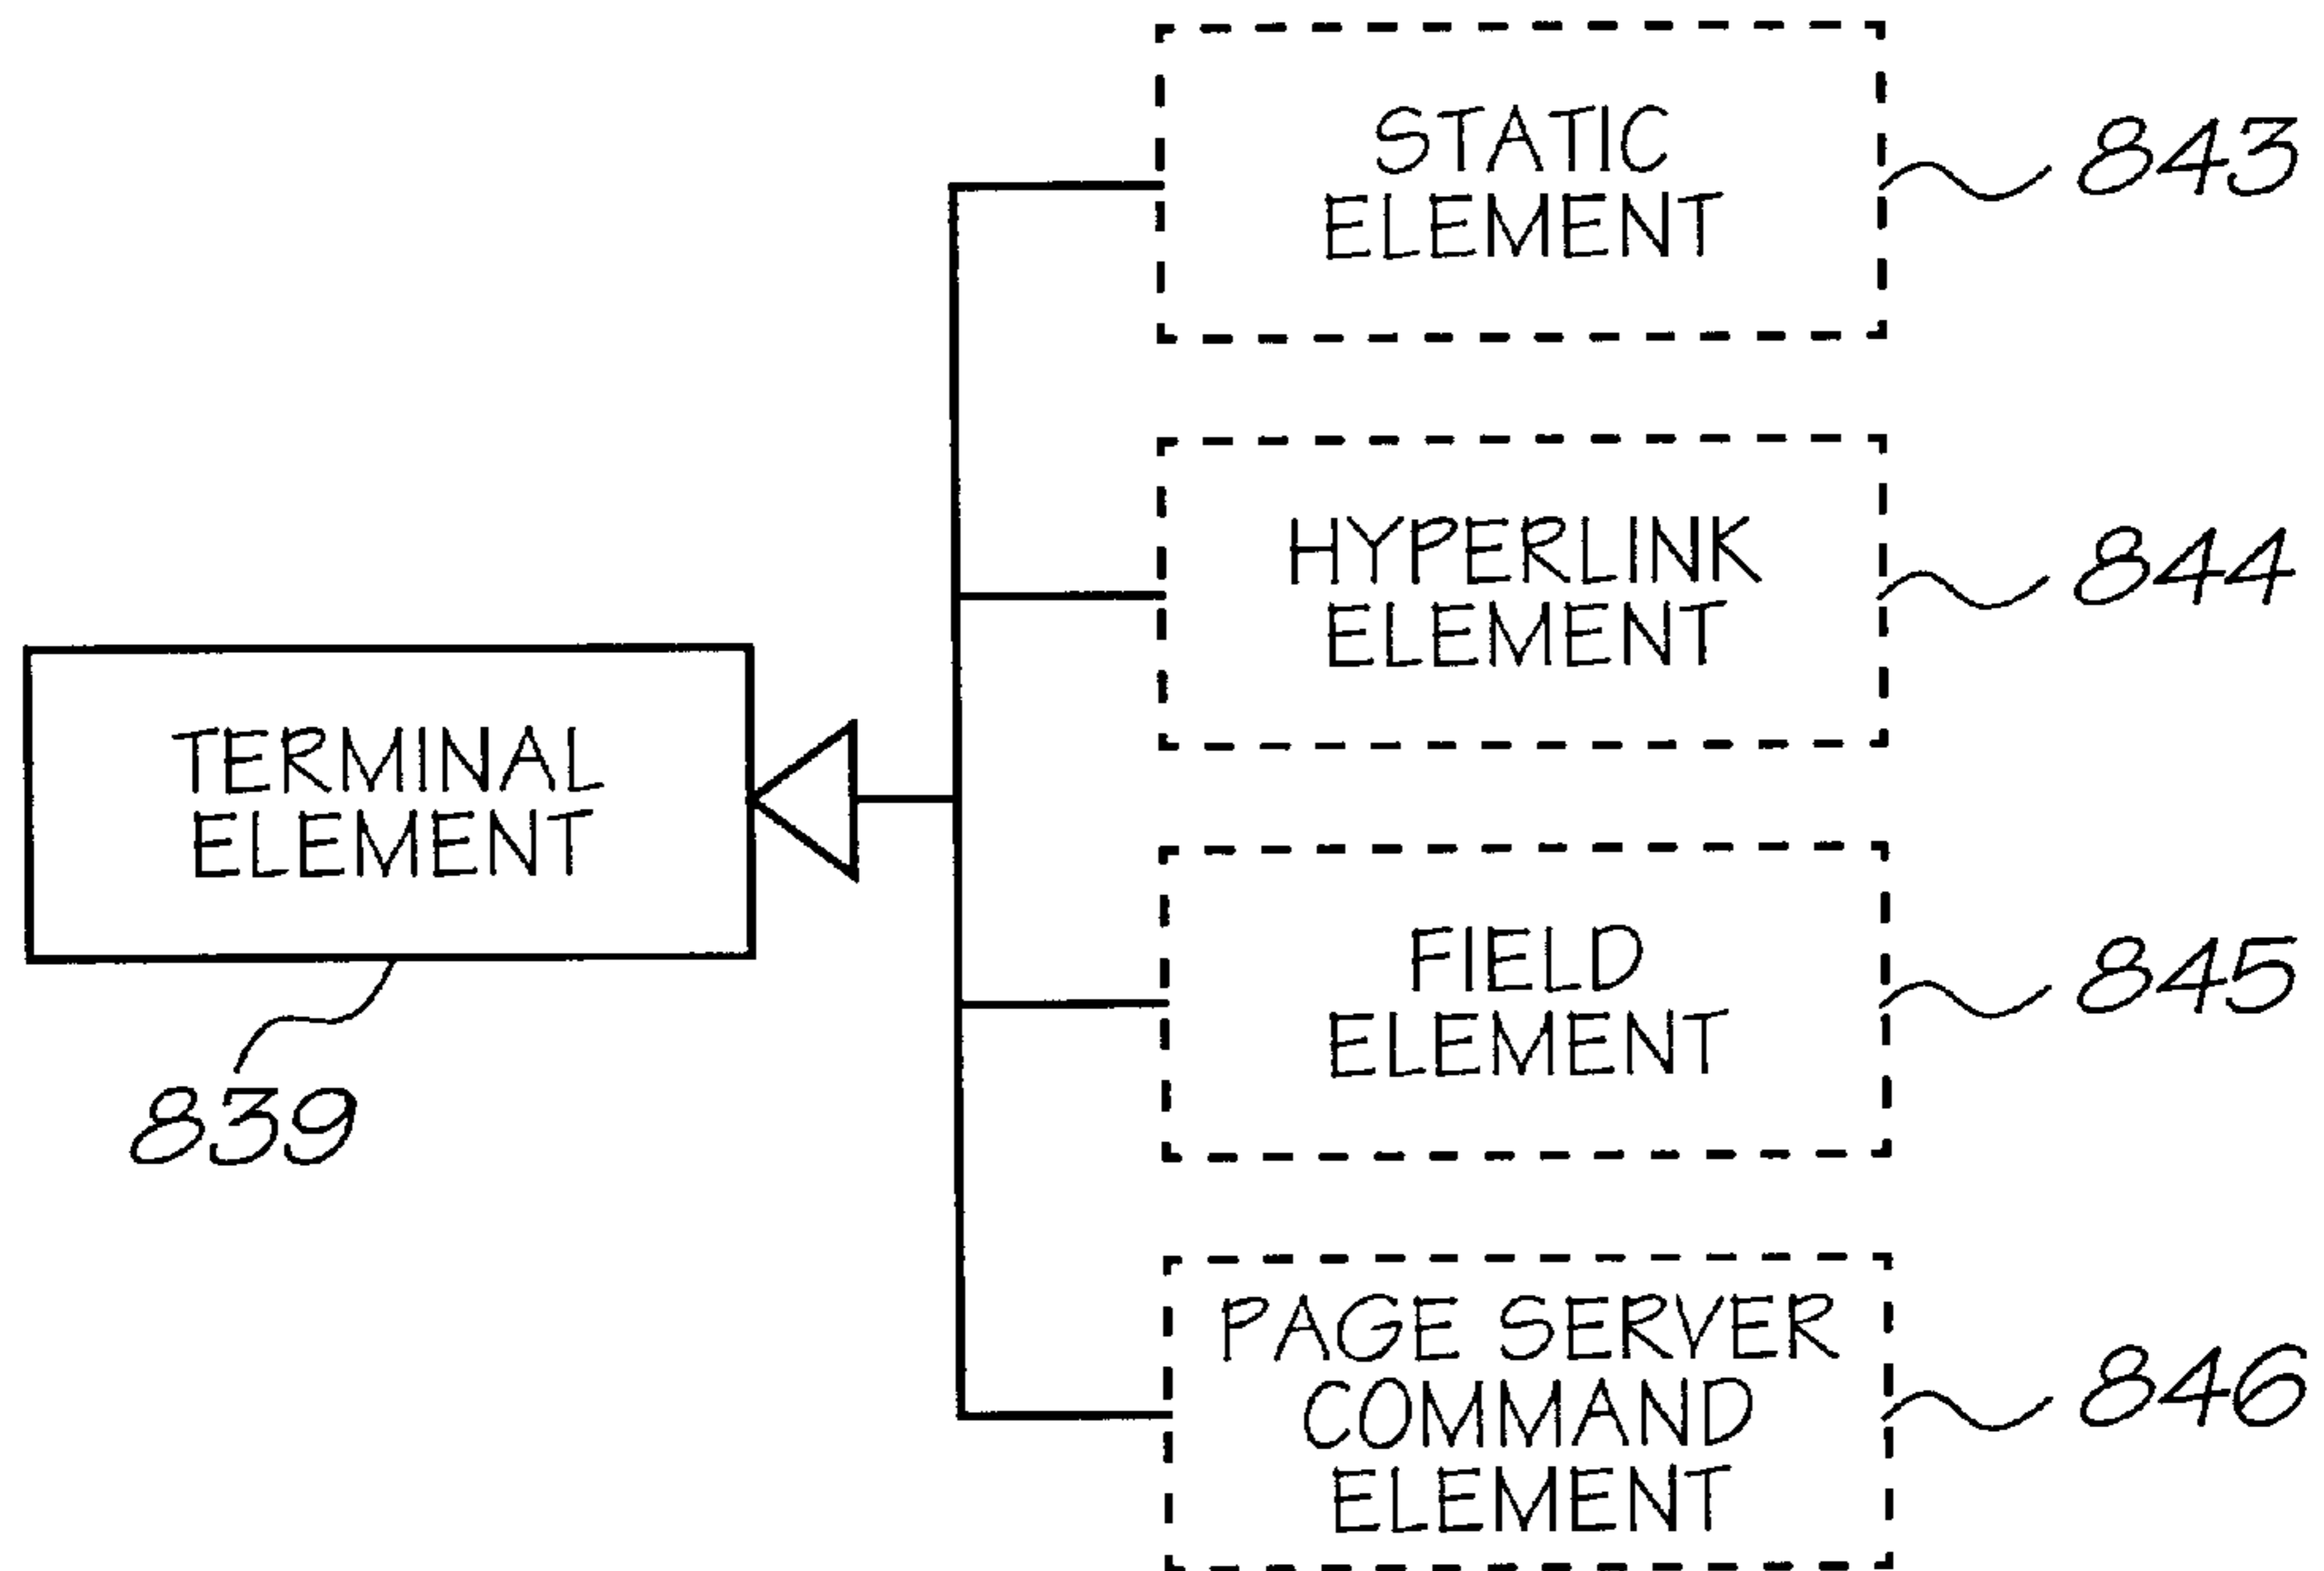 STATIC
ELEMENT
843
HYPERLINK
ELEMENT
844
TERMINAL
ELEMENT
839
FIELD
ELEMENT
845
PAGE SERVER
COMMAND
ELEMENT
846